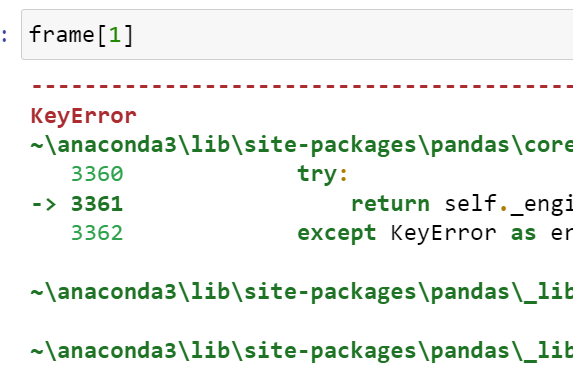 : frame[1]
---------------------------------------
KeyError
~\anaconda3\lib\site-packages\pandas\core
3360 try:
-> 3361 return self._engi
3362 except KeyError as er
~\anaconda3\lib\site-packages\pandas\_lib
~\anaconda3\lib\site-packages\pandas\_lib